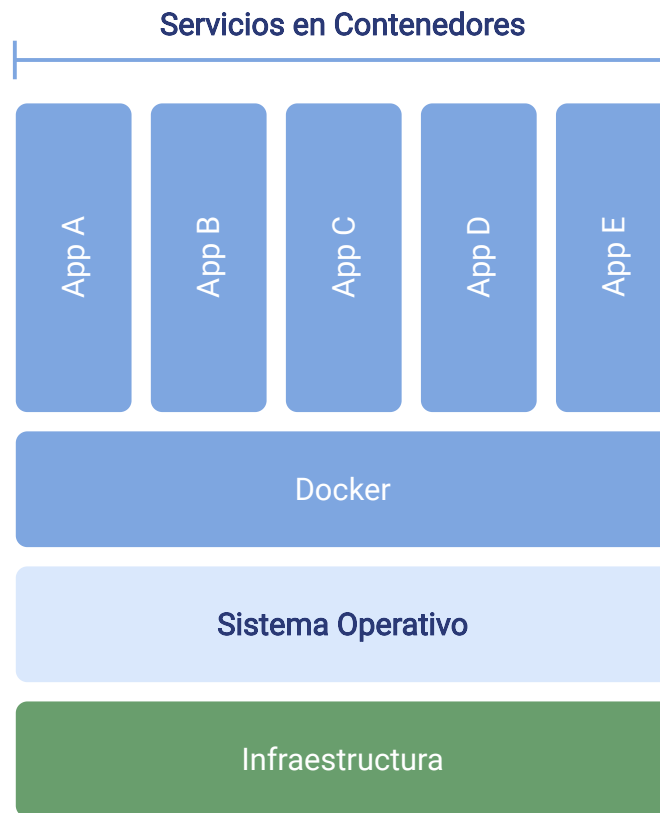 Servicios en Contenedores
App A
App B
App C
App D
App E
Docker
Sistema Operativo
Infraestructura